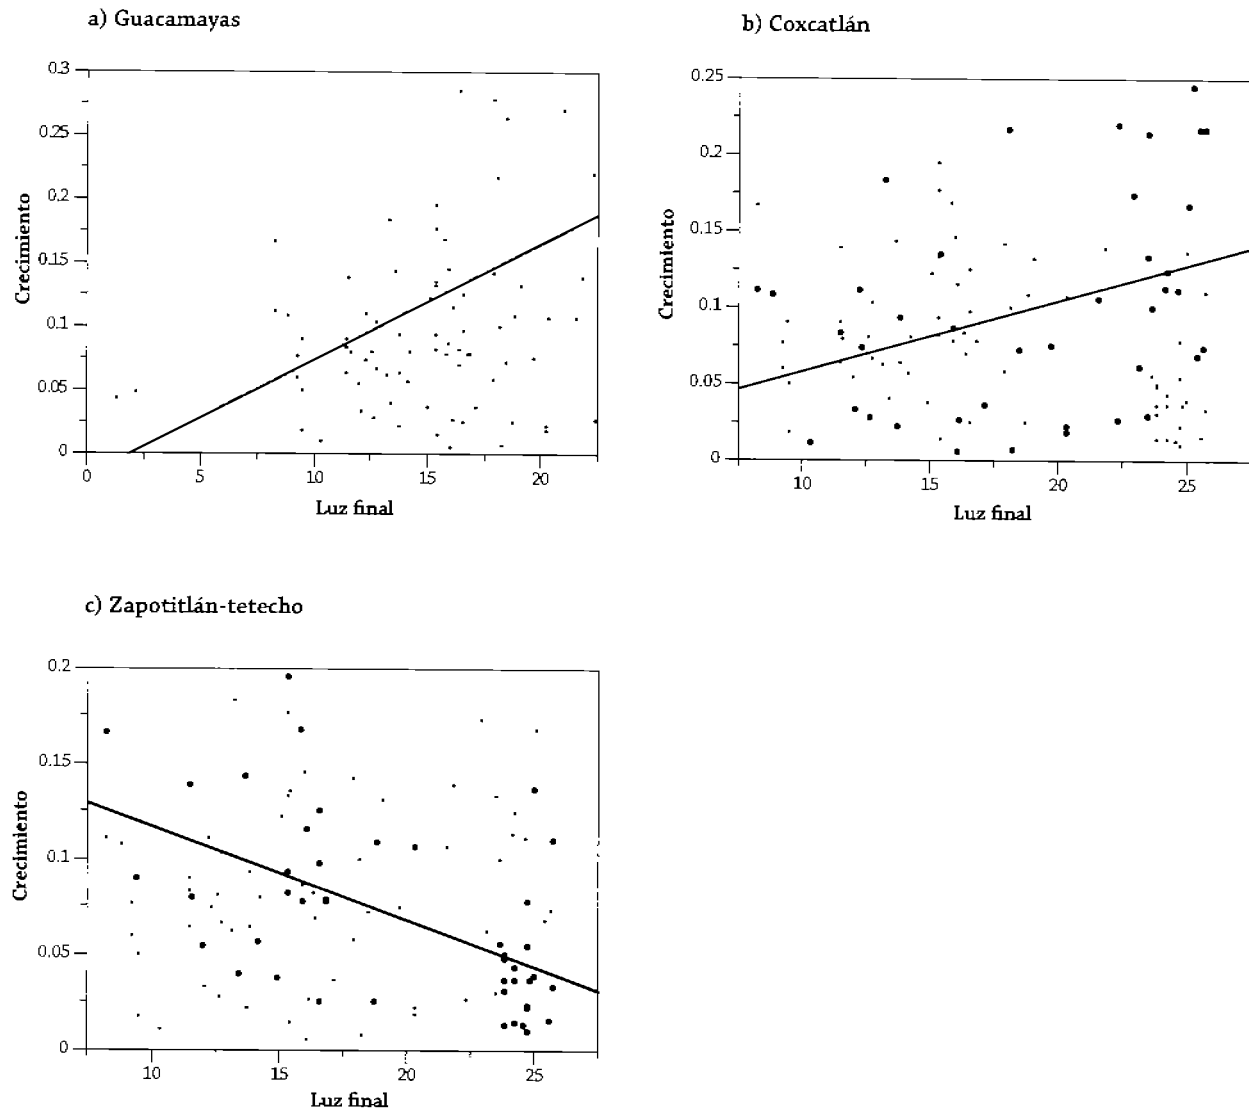 a) Guacamayas
0.3
0.25
0.2
0.15
0.1
0.05
0
Crecimiento
0 5 10 15 20
Luz final
b) Coxcatlán
0.25
0.2
0.15
0.1
0.05
0
Crecimiento
10 15 20 25
Luz final
c) Zapotitlán-tetecho
0.2
0.15
0.1
0.05
0
Crecimiento
10 15 20 25
Luz final